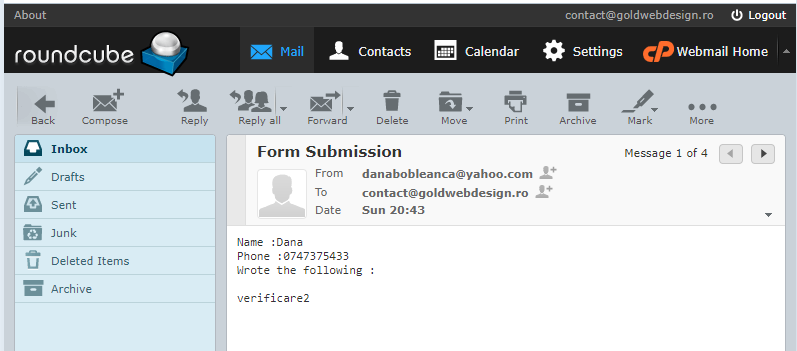 About contact@goldwebdesign.ro Logout
roundcube Mail Contacts Calendar Settings cP Webmail Home
Back Compose Reply Reply all Forward Delete Move Print Archive Mark More
Inbox
Drafts
Sent
Junk
Deleted Items
Archive
Form Submission Message 1 of 4
From danabobleanca@yahoo.com
To contact@goldwebdesign.ro
Date Sun 20:43
Name :Dana
Phone :0747375433
Wrote the following :
verificare2